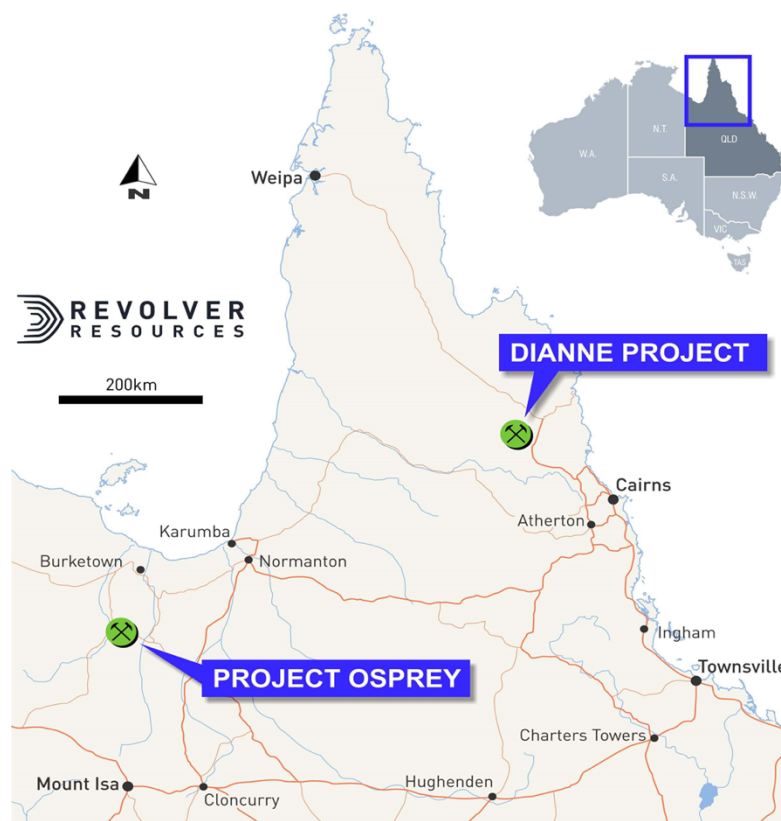 Weipa
N
W.A.
N.T.
QLD
S.A.
N.S.W.
VIC
TAS
REVOLVER
RESOURCES
200km
DIANNE PROJECT
Cairns
Atherton
Karumba
Normanton
Burketown
Ingham
PROJECT OSPREY
Townsville
Charters Towers
Mount Isa
Cloncurry
Hughenden